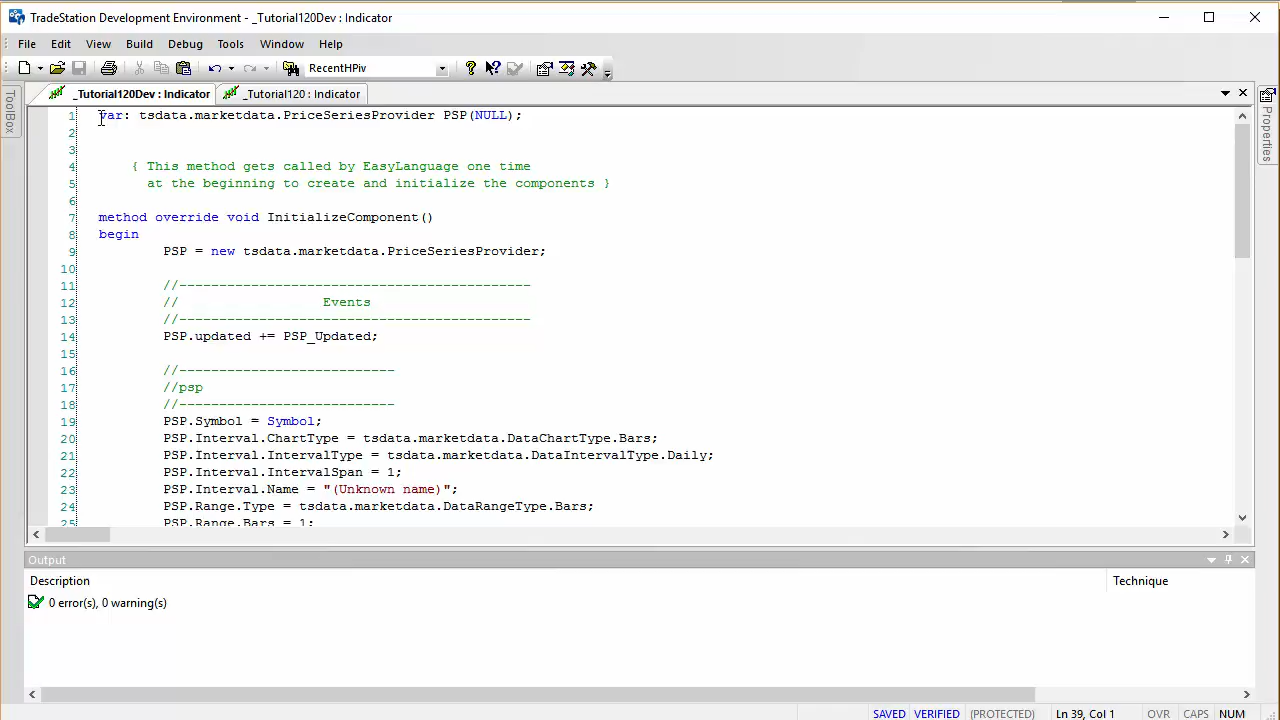 TradeStation Development Environment - _Tutorial120Dev : Indicator
File Edit View Build Debug Tools Window Help
RecentHPiv
ToolBox
_Tutorial120Dev : Indicator
_Tutorial120 : Indicator
Properties
1 var: tsdata.marketdata.PriceSeriesProvider PSP(NULL);
2
3
4 { This method gets called by EasyLanguage one time
5 at the beginning to create and initialize the components }
6
7 method override void InitializeComponent()
8 begin
9 PSP = new tsdata.marketdata.PriceSeriesProvider;
10
11 //--------------------------------------------
12 // Events
13 //--------------------------------------------
14 PSP.updated += PSP_Updated;
15
16 //---------------------------
17 //psp
18 //---------------------------
19 PSP.Symbol = Symbol;
20 PSP.Interval.ChartType = tsdata.marketdata.DataChartType.Bars;
21 PSP.Interval.IntervalType = tsdata.marketdata.DataIntervalType.Daily;
22 PSP.Interval.IntervalSpan = 1;
23 PSP.Interval.Name = "(Unknown name)";
24 PSP.Range.Type = tsdata.marketdata.DataRangeType.Bars;
25 PSP.Range.Bars = 1;
Output
Description Technique
0 error(s), 0 warning(s)
SAVED VERIFIED (PROTECTED) Ln 39, Col 1 OVR CAPS NUM